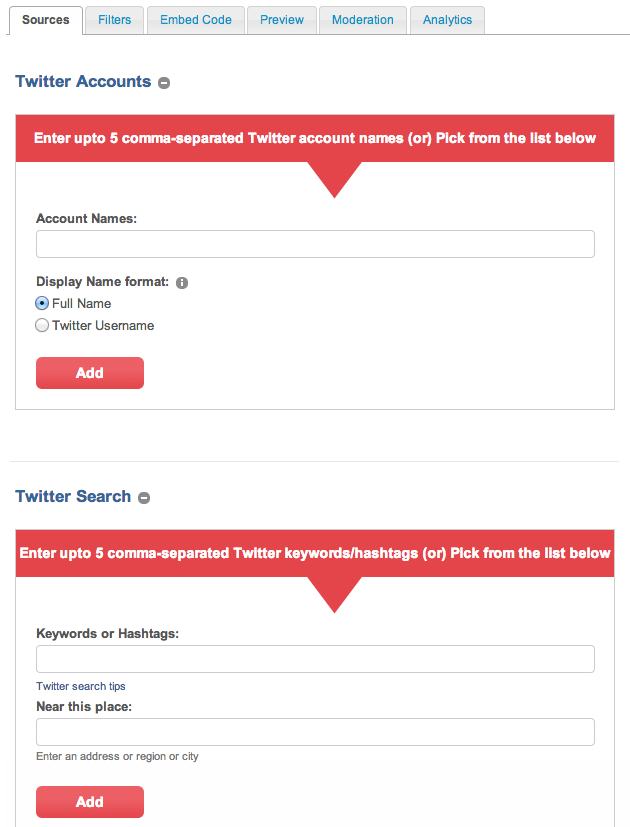 Sources Filters Embed Code Preview Moderation Analytics
Twitter Accounts
Enter upto 5 comma-separated Twitter account names (or) Pick from the list below
Account Names:
Display Name format:
Full Name
Twitter Username
Add
Twitter Search
Enter upto 5 comma-separated Twitter keywords/hashtags (or) Pick from the list below
Keywords or Hashtags:
Twitter search tips
Near this place:
Enter an address or region or city
Add